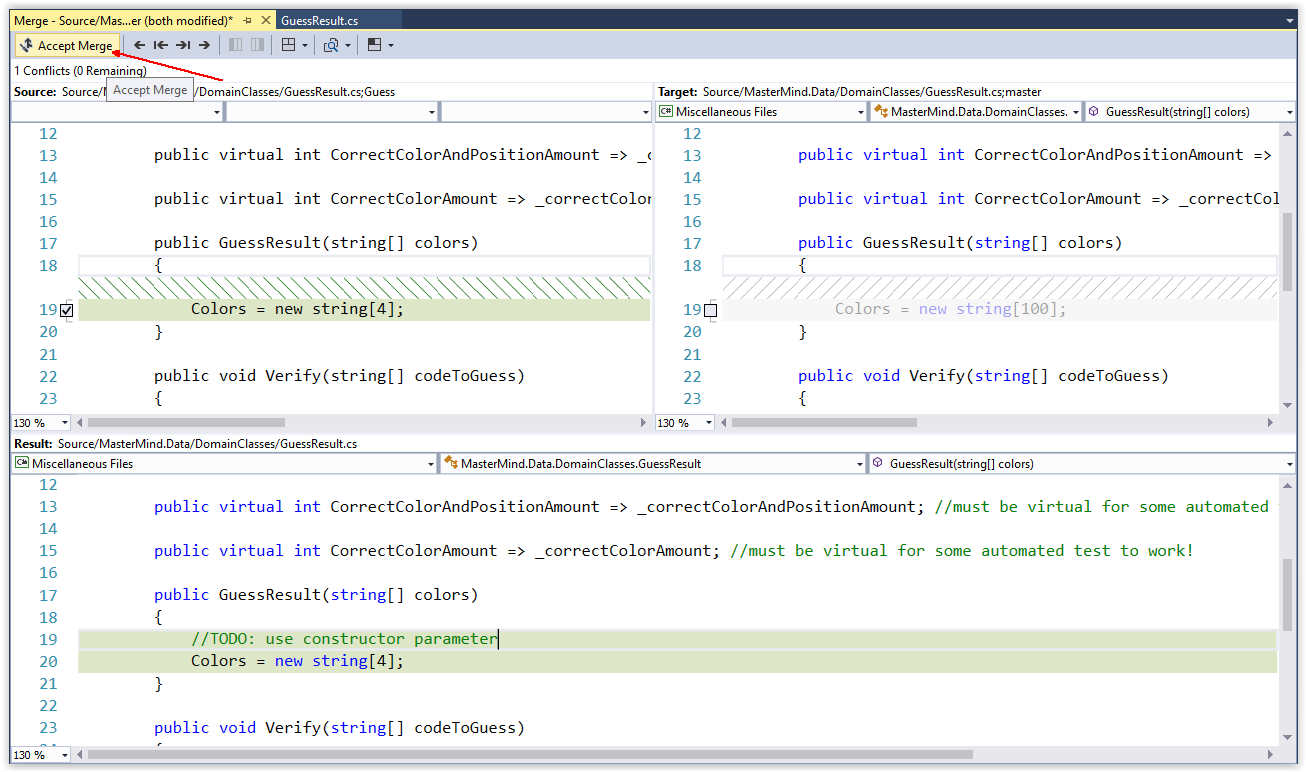 Merge - Source/Mas...er (both modified)* GuessResult.cs
Accept Merge
1 Conflicts (0 Remaining)
Accept Merge
Source: Source/ /DomainClasses/GuessResult.cs;Guess
12
13 public virtual int CorrectColorAndPositionAmount => _c
14
15 public virtual int CorrectColorAmount => _correctColor
16
17 public GuessResult(string[] colors)
18 {
19 Colors = new string[4];
20 }
21
22 public void Verify(string[] codeToGuess)
23 {
130 %
Target: Source/MasterMind.Data/DomainClasses/GuessResult.cs;master
C# Miscellaneous Files MasterMind.Data.DomainClasses. GuessResult(string[] colors)
12
13 public virtual int CorrectColorAndPositionAmount =>
14
15 public virtual int CorrectColorAmount => _correctCol
16
17 public GuessResult(string[] colors)
18 {
19 Colors = new string[100];
20 }
21
22 public void Verify(string[] codeToGuess)
23 {
130 %
Result: Source/MasterMind.Data/DomainClasses/GuessResult.cs
C# Miscellaneous Files MasterMind.Data.DomainClasses.GuessResult GuessResult(string[] colors)
12
13 public virtual int CorrectColorAndPositionAmount => _correctColorAndPositionAmount; //must be virtual for some automated
14
15 public virtual int CorrectColorAmount => _correctColorAmount; //must be virtual for some automated test to work!
16
17 public GuessResult(string[] colors)
18 {
19 //TODO: use constructor parameter
20 Colors = new string[4];
21 }
22
23 public void Verify(string[] codeToGuess)
130 %